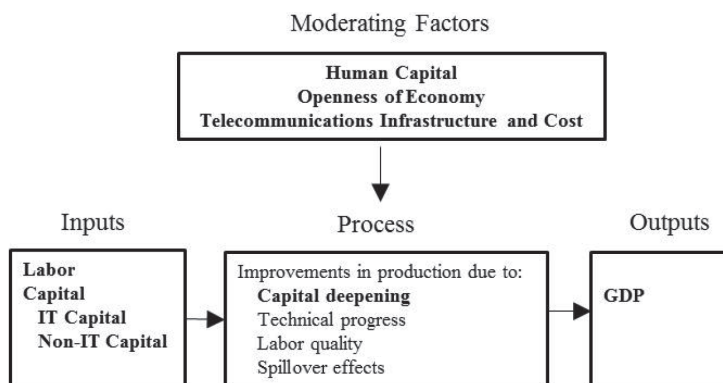 Moderating Factors
Human Capital
Openness of Economy
Telecommunications Infrastructure and Cost
Inputs
Labor
Capital
IT Capital
Non-IT Capital
Process
Improvements in production due to:
Capital deepening
Technical progress
Labor quality
Spillover effects
Outputs
GDP